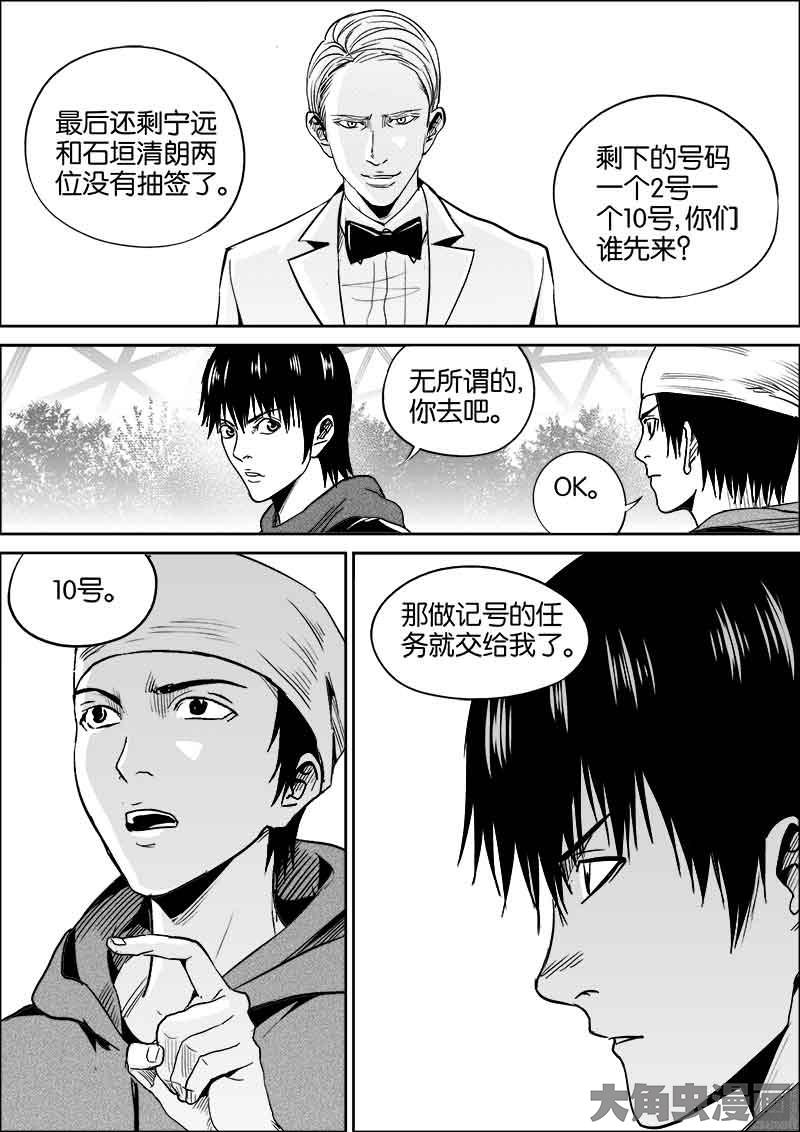 最后还剩宁远
和石垣清朗两
位没有抽签了。
剩下的号码
一个2号一
个10号,你们
谁先来?
无所谓的,
你去吧。
OK。
10号。
那做记号的任
务就交给我了。
大角虫漫画